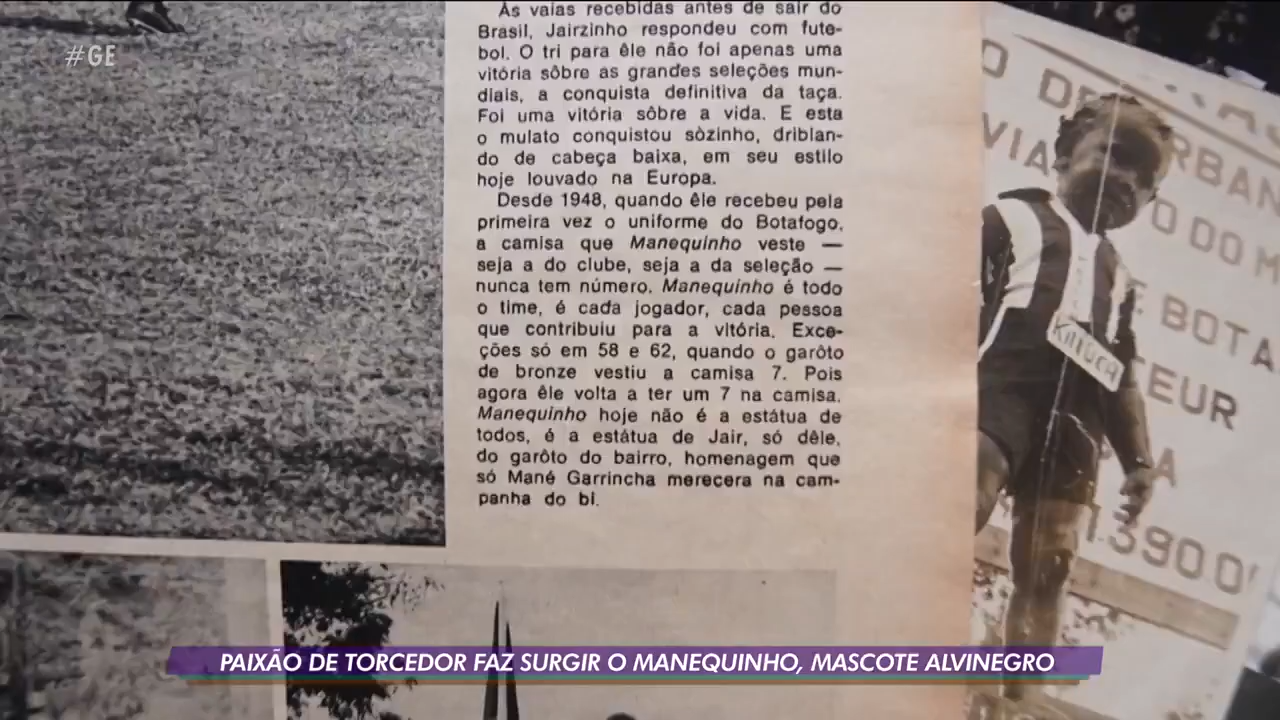 #GE
Às vaias recebidas antes de sair do
Brasil, Jairzinho respondeu com fute-
bol. O tri para êle não foi apenas uma
vitória sôbre as grandes seleções mun-
diais, a conquista definitiva da taça.
Foi uma vitória sôbre a vida. E esta
o mulato conquistou sòzinho, driblan-
do de cabeça baixa, em seu estilo
hoje louvado na Europa.
Desde 1948, quando êle recebeu pela
primeira vez o uniforme do Botafogo,
a camisa que Manequinho veste —
seja a do clube, seja a da seleção —
nunca tem número. Manequinho é todo
o time, é cada jogador, cada pessoa
que contribuiu para a vitória. Exce-
ções só em 58 e 62, quando o garôto
de bronze vestiu a camisa 7. Pois
agora êle volta a ter um 7 na camisa.
Manequinho hoje não é a estátua de
todos, é a estátua de Jair, só dêle,
do garôto do bairro, homenagem que
só Mané Garrincha merecera na cam-
panha do bi.
O DE RBAN
VIA O DO M
E BOTA
TEUR
A
13900
PAIXÃO DE TORCEDOR FAZ SURGIR O MANEQUINHO, MASCOTE ALVINEGRO